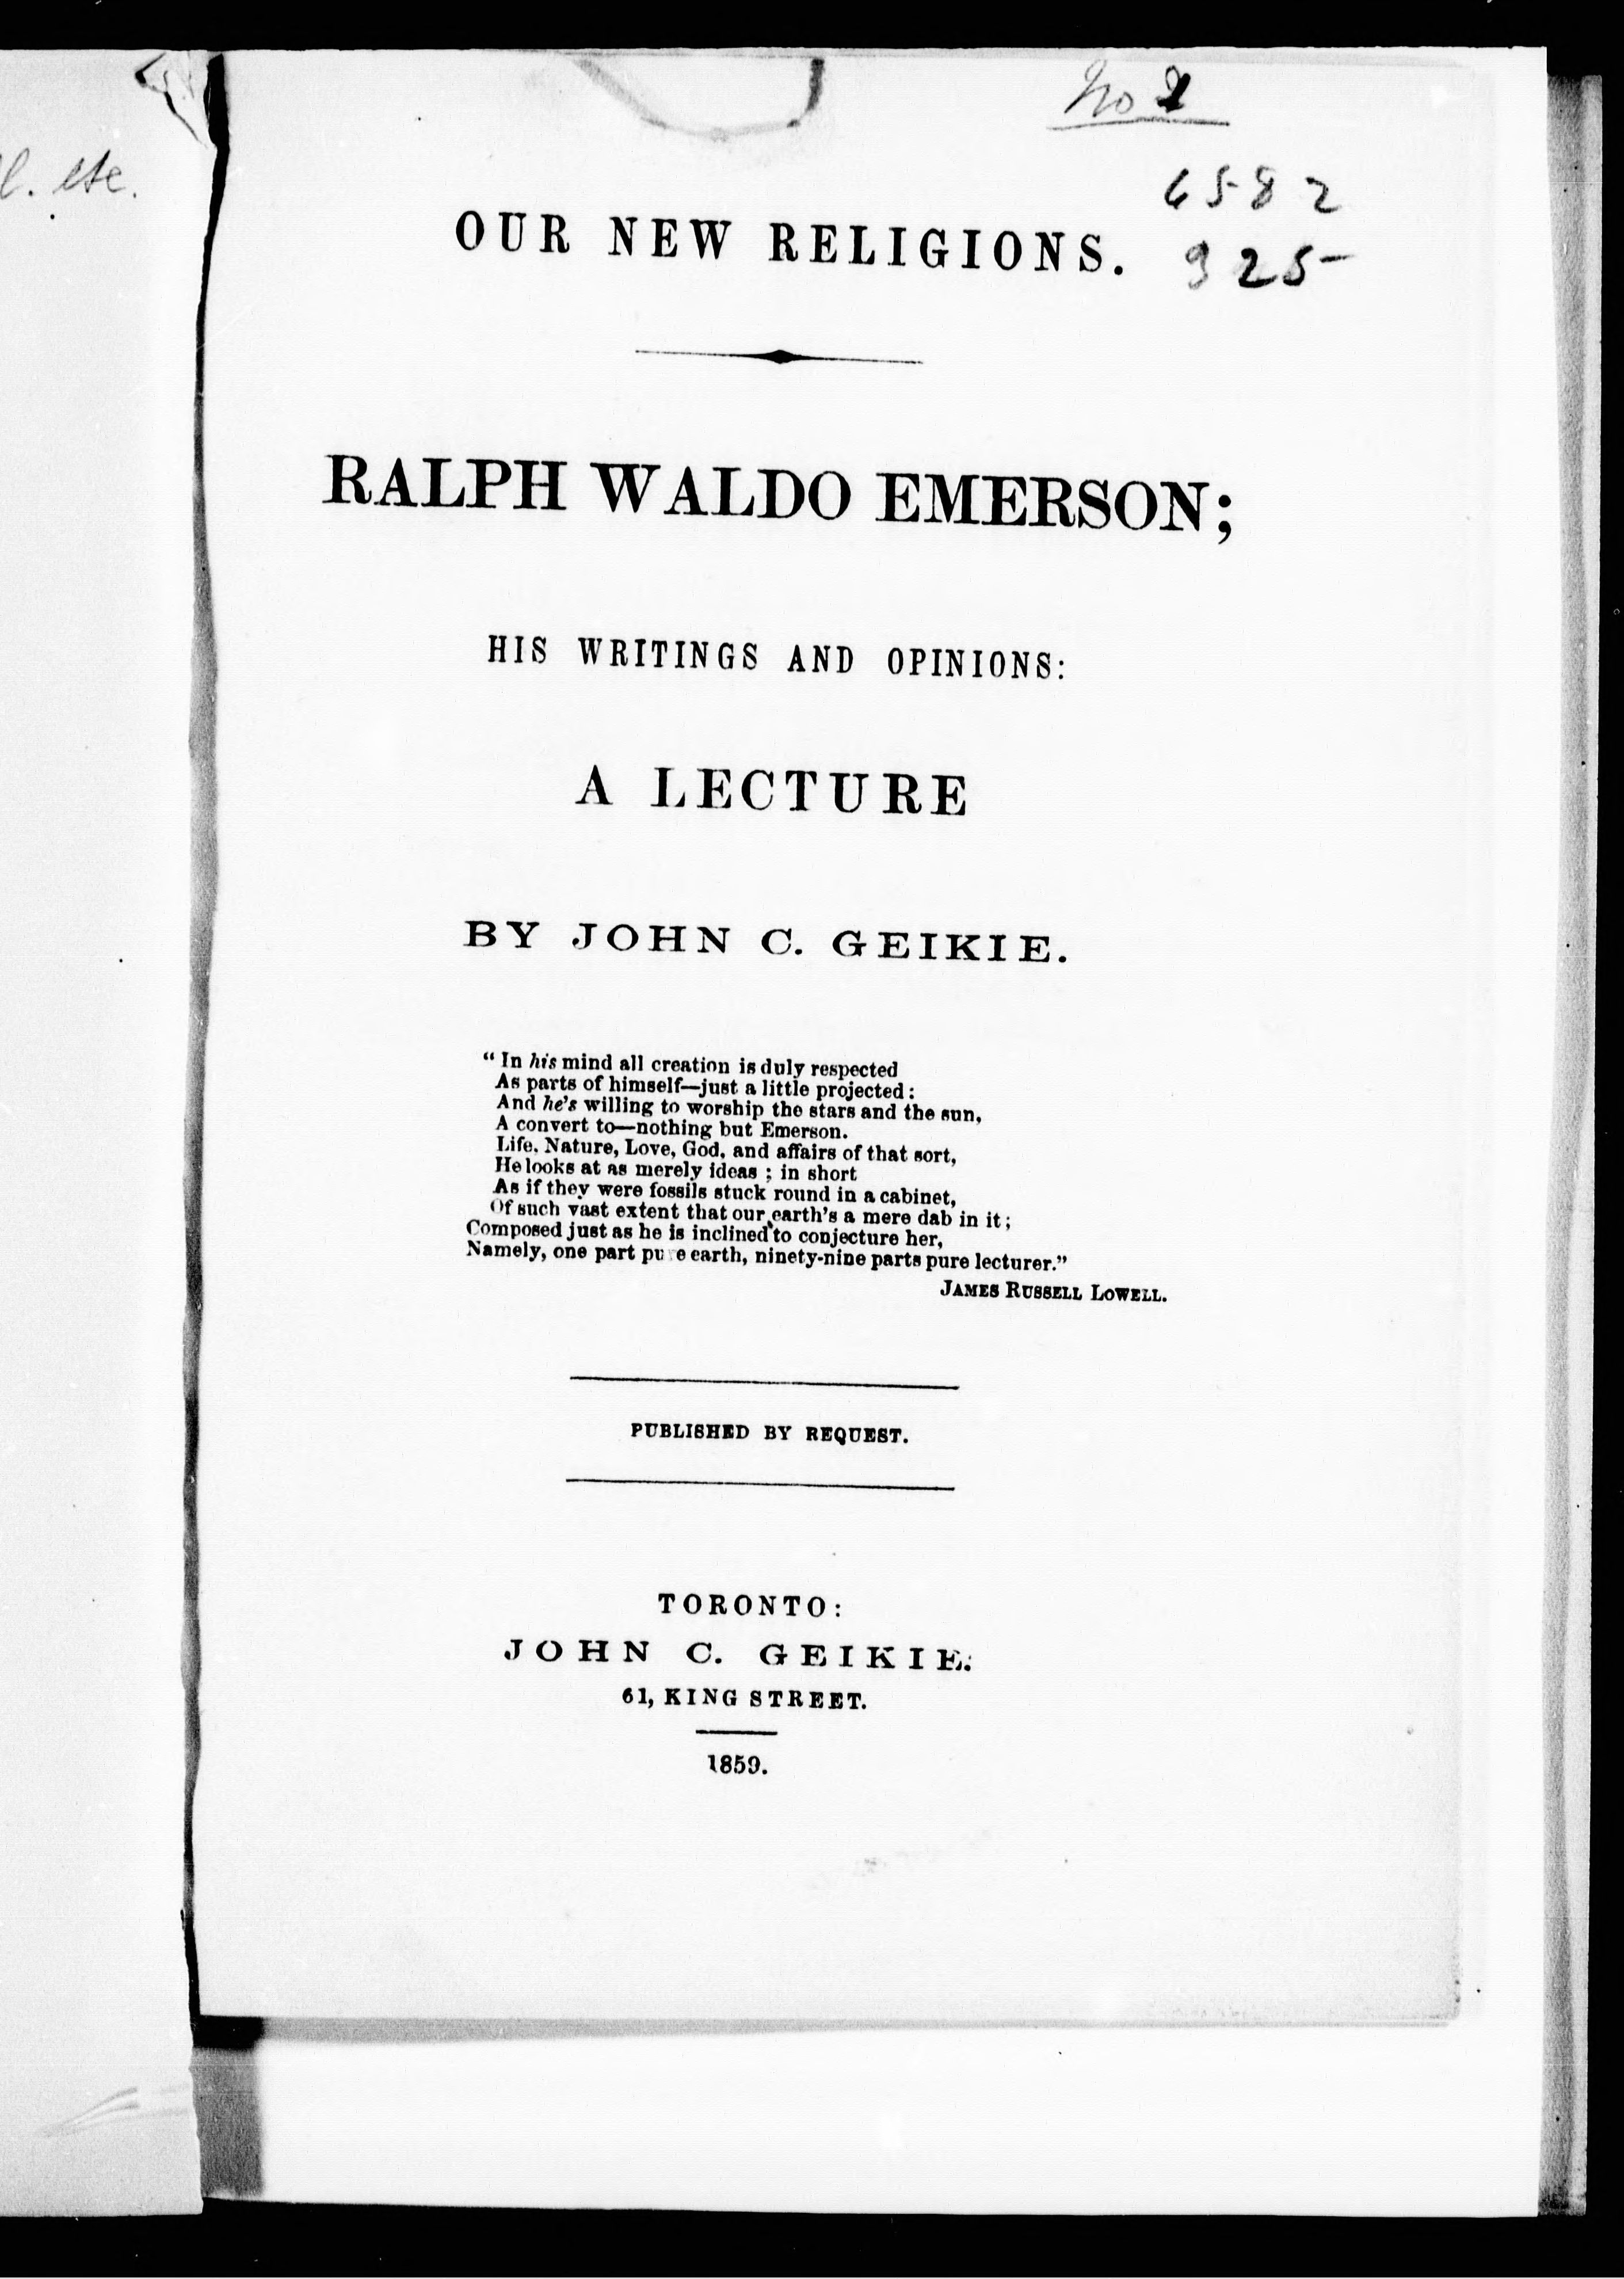 l. etc.
No 2
6582
OUR NEW RELIGIONS.
925
RALPH WALDO EMERSON;
HIS WRITINGS AND OPINIONS:
A LECTURE
BY JOHN C. GEIKIE.
“ In his mind all creation is duly respected
As parts of himself—just a little projected:
And he's willing to worship the stars and the sun,
A convert to—nothing but Emerson.
Life, Nature, Love, God, and affairs of that sort,
He looks at as merely ideas ; in short
As if they were fossils stuck round in a cabinet,
Of such vast extent that our earth's a mere dab in it;
Composed just as he is inclined to conjecture her,
Namely, one part pure earth, ninety-nine parts pure lecturer.”
JAMES RUSSELL LOWELL.
PUBLISHED BY REQUEST.
TORONTO:
JOHN C. GEIKIE.
61, KING STREET.
1859.